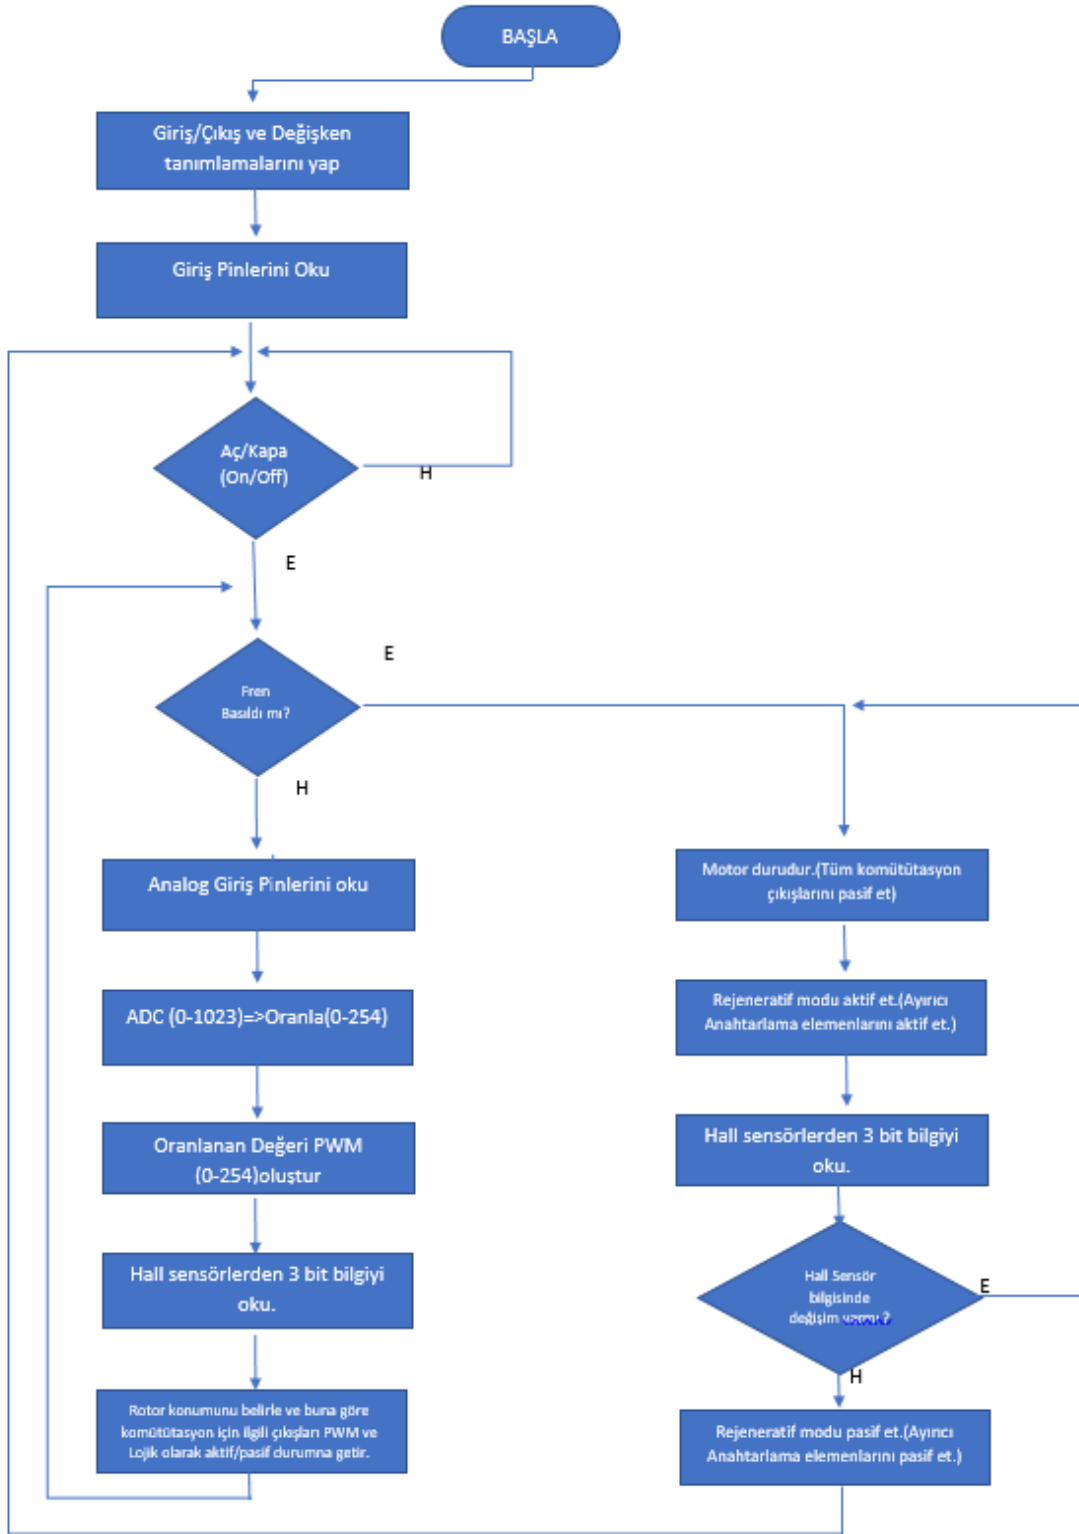 BAŞLA
Giriş/Çıkış ve Değişken
tanımlamalarını yap
Giriş Pinlerini Oku
Aç/Kapa
(On/Off)
H
E
Fren
Basıldı mı?
E
H
Analog Giriş Pinlerini oku
ADC (0-1023)=>Oranla(0-254)
Oranlanan Değeri PWM
(0-254)oluştur
Hall sensörlerden 3 bit bilgiyi
oku.
Rotor konumunu belirle ve buna göre
komütütasyon için ilgili çıkışları PWM ve
Lojik olarak aktif/pasif durumna getir.
Motor durudur.(Tüm komütütasyon
çıkışlarını pasif et)
Rejeneratif modu aktif et.(Ayırıcı
Anahtarlama elemenlarını aktif et.)
Hall sensörlerden 3 bit bilgiyi
oku.
Hall Sensör
bilgisinde
değişim varmı ?
E
H
Rejeneratif modu pasif et.(Ayırıcı
Anahtarlama elemenlarını pasif et.)